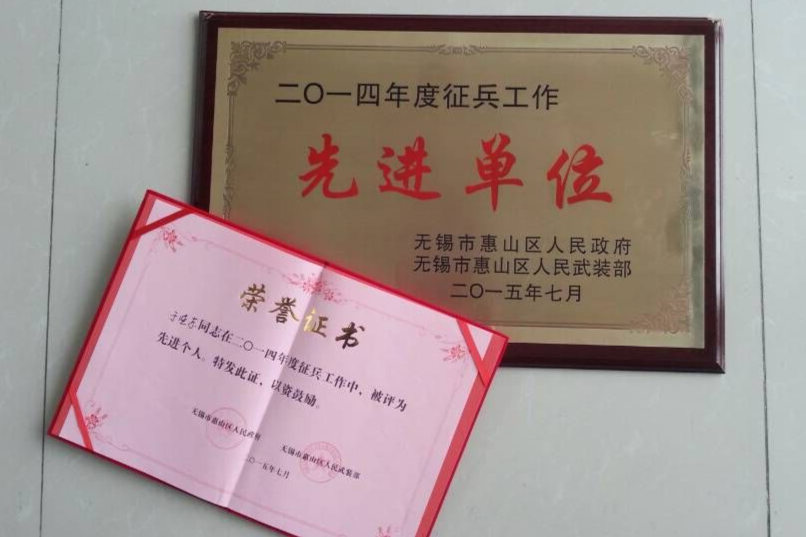 二〇一四年度征兵工作
先进单位
无锡市惠山区人民政府
无锡市惠山区人民武装部
二〇一五年七月
荣誉证书
同志在二〇一四年度征兵工作中，被评为
先进个人。特发此证，以资鼓励。
无锡市惠山区人民政府
无锡市惠山区人民武装部
二〇一五年七月